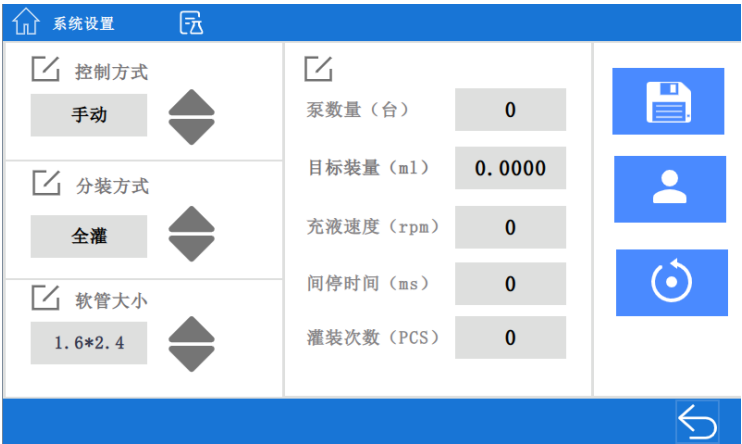 系统设置
控制方式
手动
分装方式
全灌
软管大小
1.6*2.4
泵数量（台） 0
目标装量（ml） 0.0000
充液速度（rpm） 0
间停时间（ms） 0
灌装次数（PCS） 0